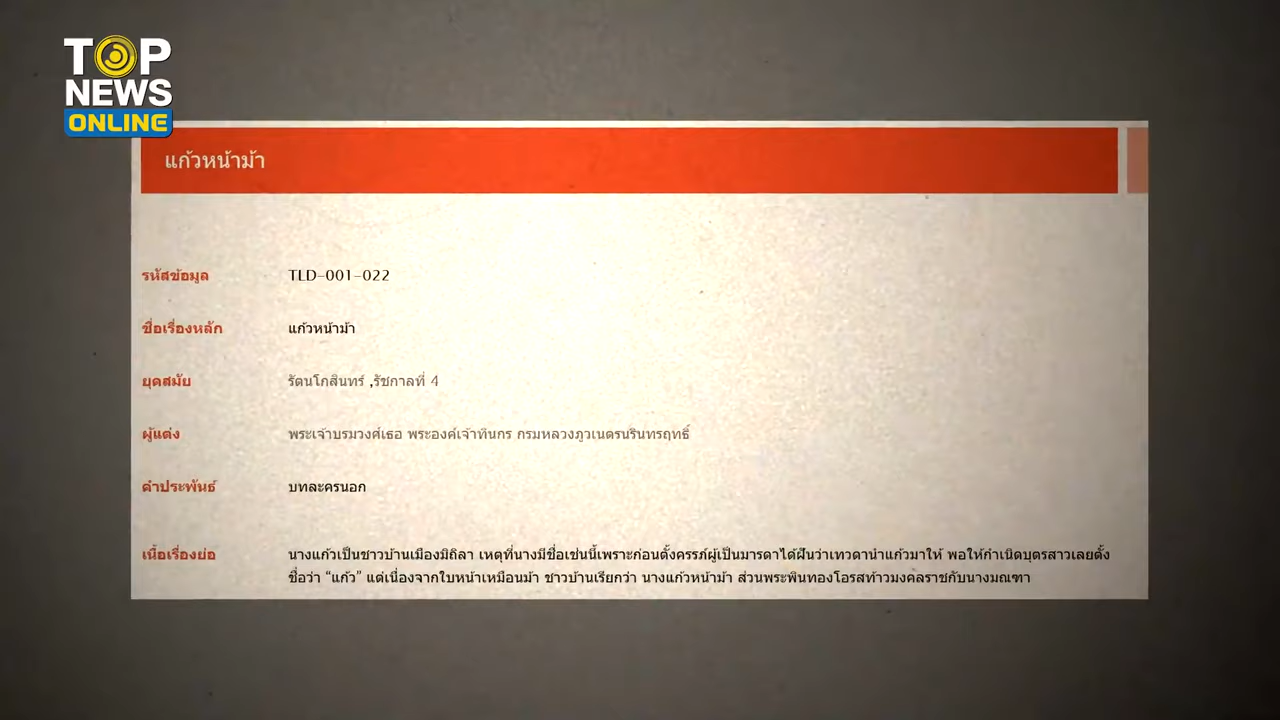 TOP
NEWS
ONLINE
แก้วหน้าม้า
รหัสข้อมูล TLD-001-022
ชื่อเรื่องหลัก แก้วหน้าม้า
ยุคสมัย รัตนโกสินทร์ ,รัชกาลที่ 4
ผู้แต่ง พระเจ้าบรมวงศ์เธอ พระองค์เจ้าทินกร กรมหลวงภูวเนตรนรินทรฤทธิ์
คำประพันธ์ บทละครนอก
เนื้อเรื่องย่อ นางแก้วเป็นชาวบ้านเมืองมิถิลา เหตุที่นางมีชื่อเช่นนี้เพราะก่อนตั้งครรภ์ผู้เป็นมารดาได้ฝันว่าเทวดานำแก้วมาให้ พอให้กำเนิดบุตรสาวเลยตั้ง
ชื่อว่า “แก้ว” แต่เนื่องจากใบหน้าเหมือนม้า ชาวบ้านเรียกว่า นางแก้วหน้าม้า ส่วนพระพินทองโอรสท้าวมงคลราชกับนางมณฑา